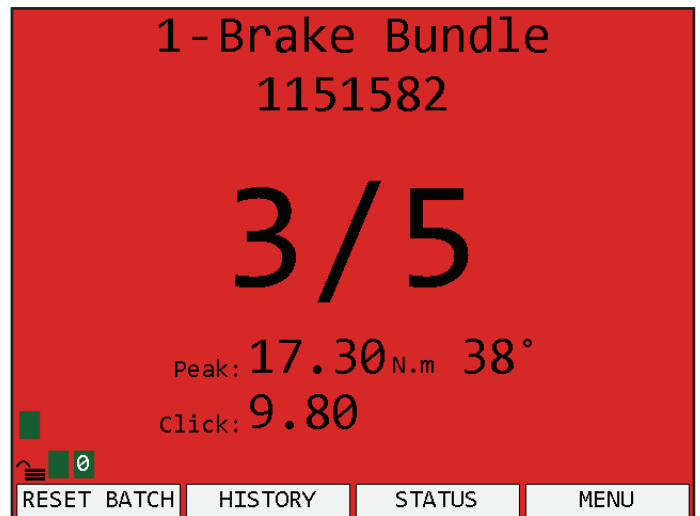 1-Brake Bundle
1151582
3/5
Peak: 17.30 N.m 38°
Click: 9.80
0
RESET BATCH HISTORY STATUS MENU